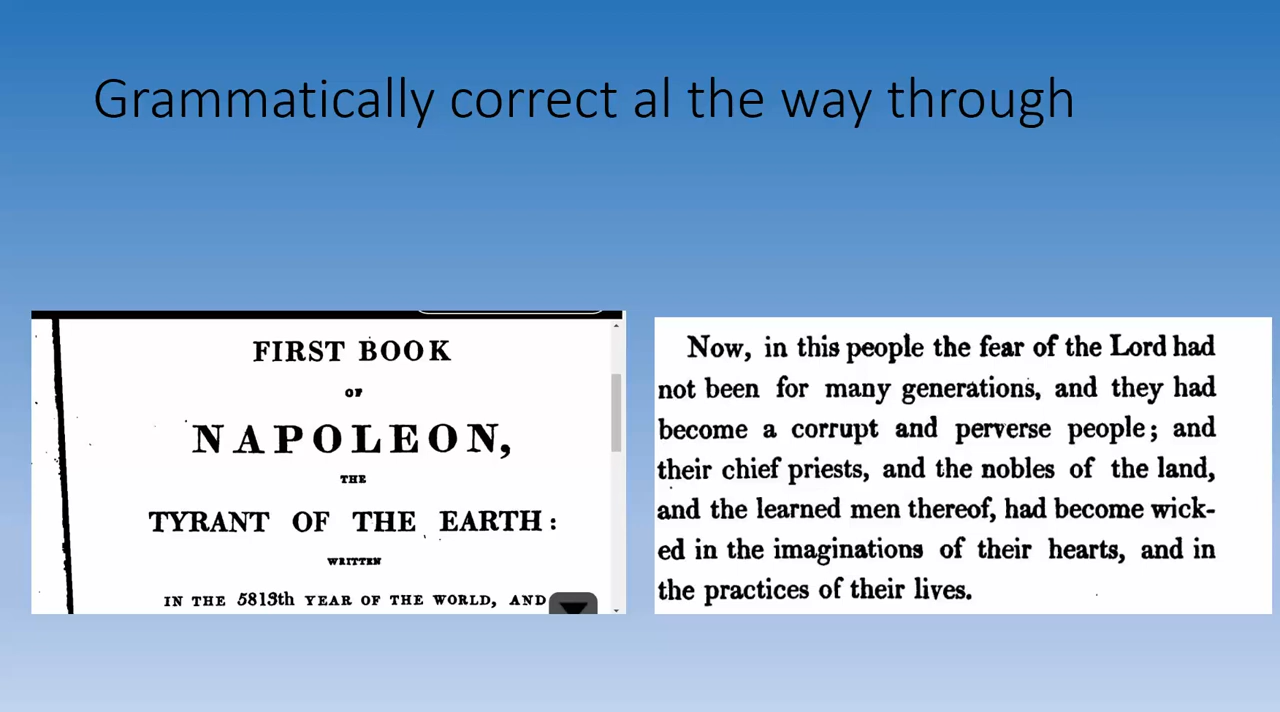 Grammatically correct al the way through
FIRST BOOK
OF
NAPOLEON,
THE
TYRANT OF THE EARTH:
WRITTEN
IN THE 5813th YEAR OF THE WORLD, AND
Now, in this people the fear of the Lord had
not been for many generations, and they had
become a corrupt and perverse people; and
their chief priests, and the nobles of the land,
and the learned men thereof, had become wick-
ed in the imaginations of their hearts, and in
the practices of their lives.